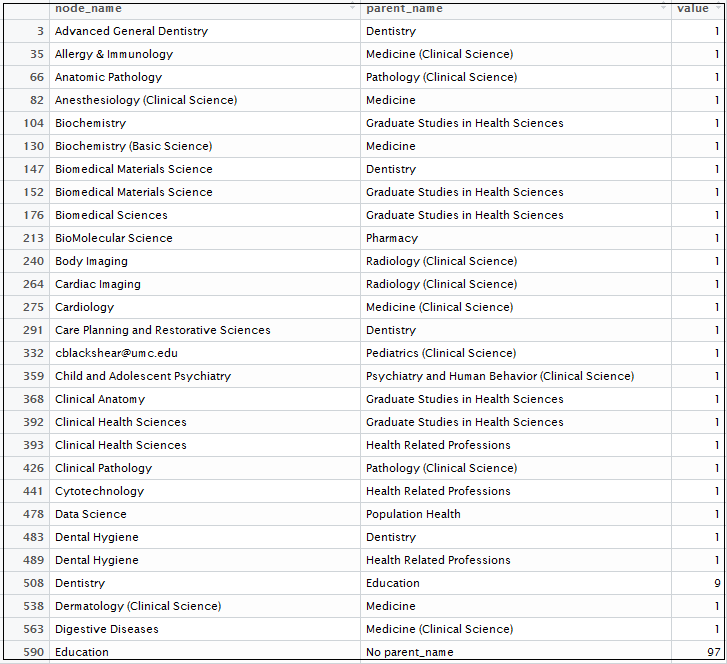 node_name parent_name value
3 Advanced General Dentistry Dentistry 1
35 Allergy & Immunology Medicine (Clinical Science) 1
66 Anatomic Pathology Pathology (Clinical Science) 1
82 Anesthesiology (Clinical Science) Medicine 1
104 Biochemistry Graduate Studies in Health Sciences 1
130 Biochemistry (Basic Science) Medicine 1
147 Biomedical Materials Science Dentistry 1
152 Biomedical Materials Science Graduate Studies in Health Sciences 1
176 Biomedical Sciences Graduate Studies in Health Sciences 1
213 BioMolecular Science Pharmacy 1
240 Body Imaging Radiology (Clinical Science) 1
264 Cardiac Imaging Radiology (Clinical Science) 1
275 Cardiology Medicine (Clinical Science) 1
291 Care Planning and Restorative Sciences Dentistry 1
332 cblackshear@umc.edu Pediatrics (Clinical Science) 1
359 Child and Adolescent Psychiatry Psychiatry and Human Behavior (Clinical Science) 1
368 Clinical Anatomy Graduate Studies in Health Sciences 1
392 Clinical Health Sciences Graduate Studies in Health Sciences 1
393 Clinical Health Sciences Health Related Professions 1
426 Clinical Pathology Pathology (Clinical Science) 1
441 Cytotechnology Health Related Professions 1
478 Data Science Population Health 1
483 Dental Hygiene Dentistry 1
489 Dental Hygiene Health Related Professions 1
508 Dentistry Education 9
538 Dermatology (Clinical Science) Medicine 1
563 Digestive Diseases Medicine (Clinical Science) 1
590 Education No parent_name 97